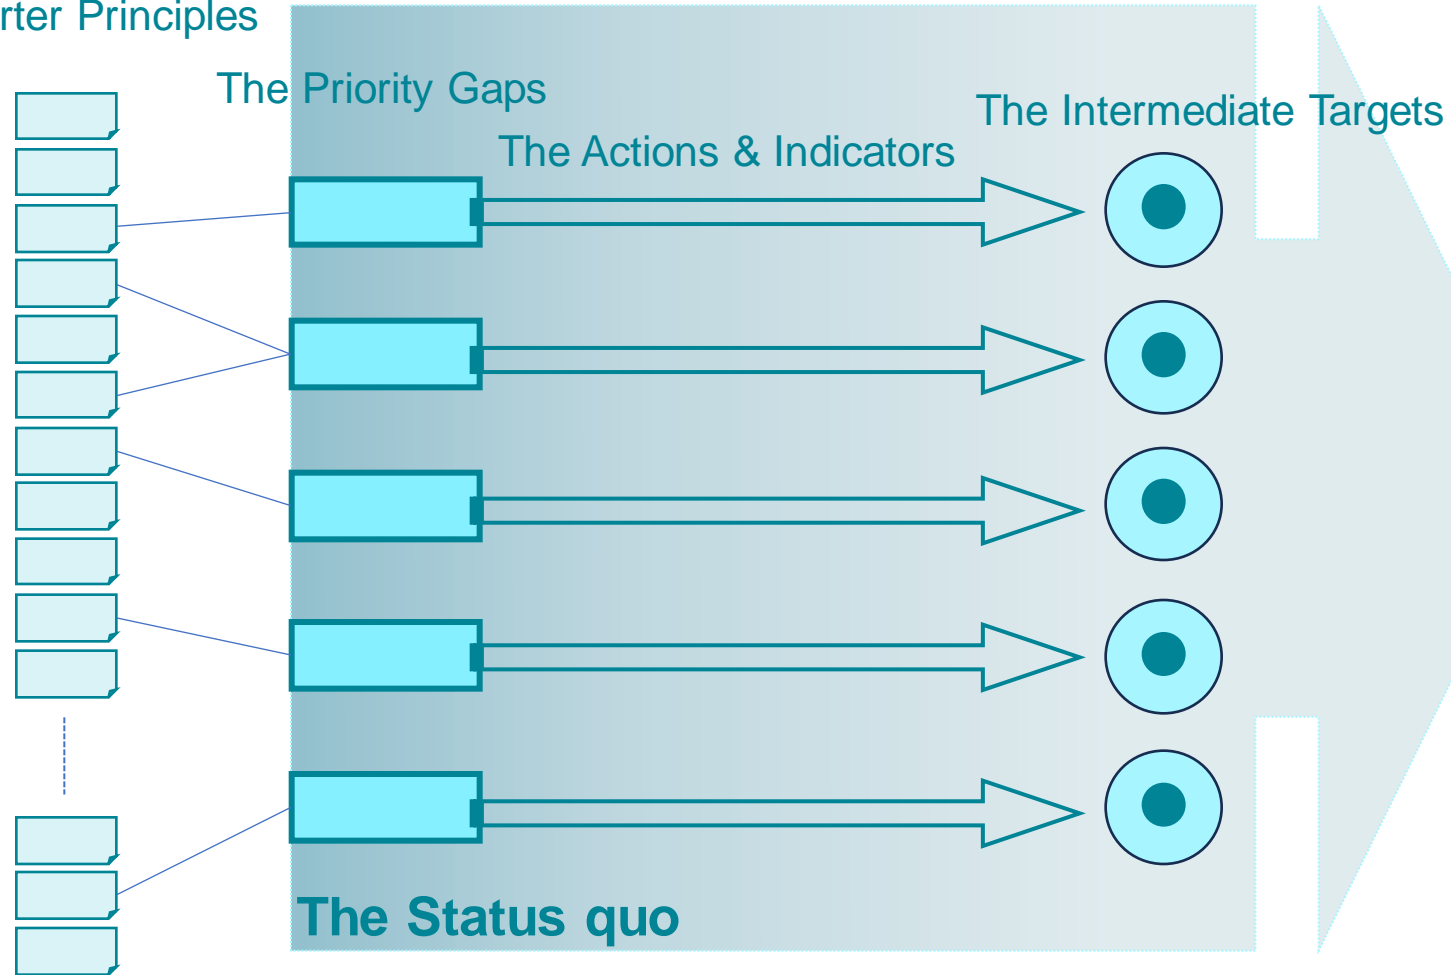 rter Principles
The Priority Gaps
The Intermediate Targets
The Actions & Indicators
The Status quo